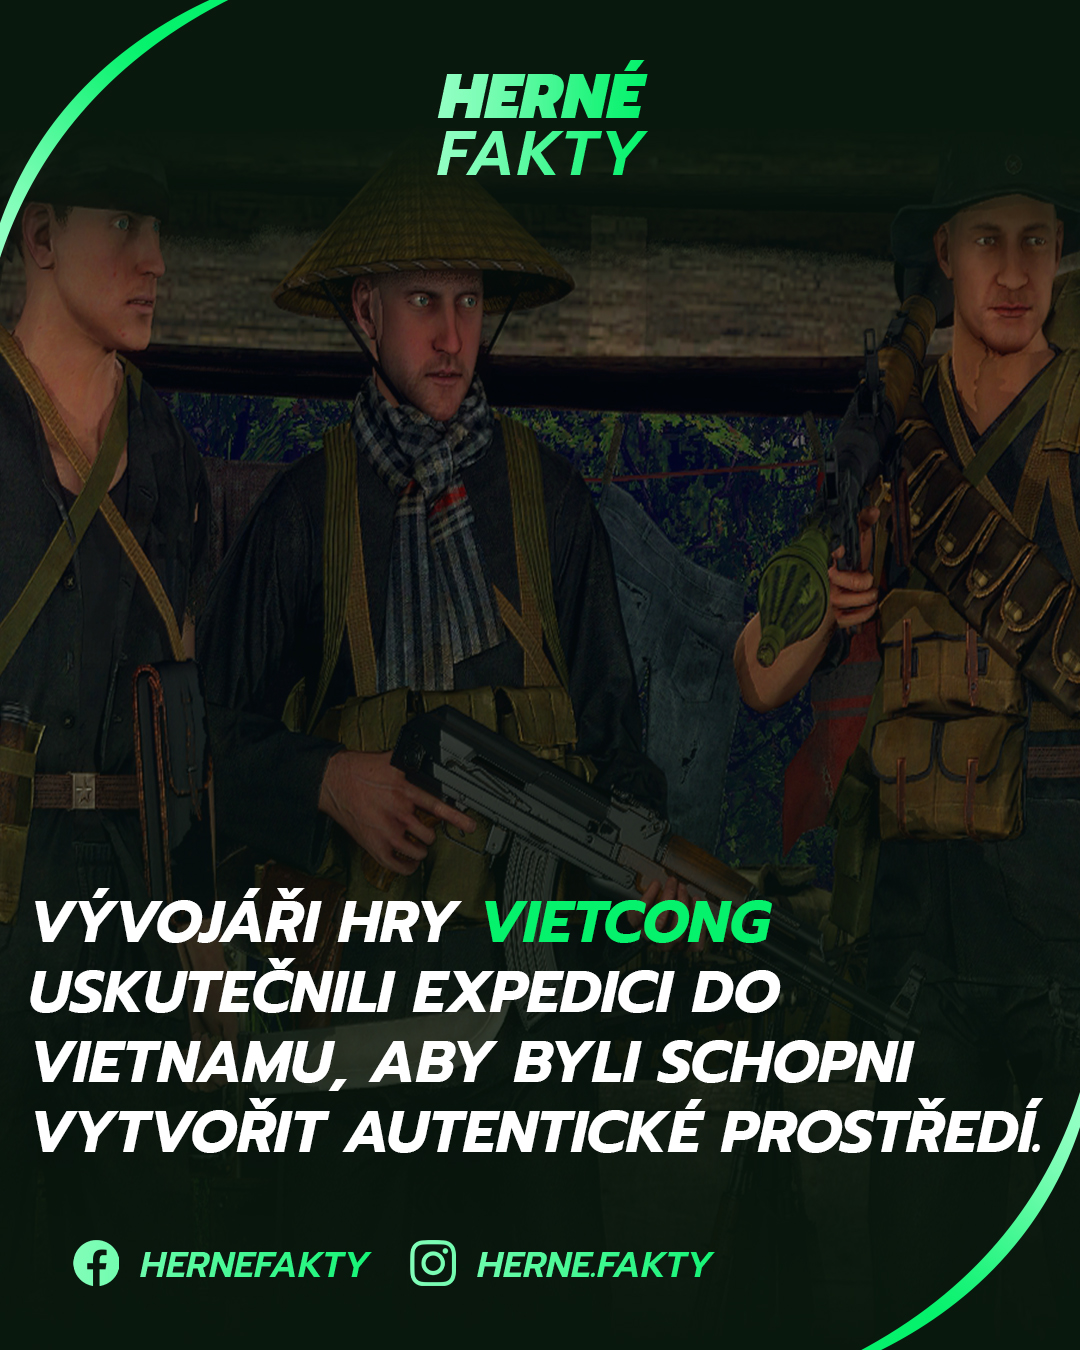 HERNÉ
FAKTY
VÝVOJÁŘI HRY VIETCONG
USKUTEČNILI EXPEDICI DO
VIETNAMU, ABY BYLI SCHOPNI
VYTVOŘIT AUTENTICKÉ PROSTŘEDÍ.
HERNEFAKTY HERNE.FAKTY